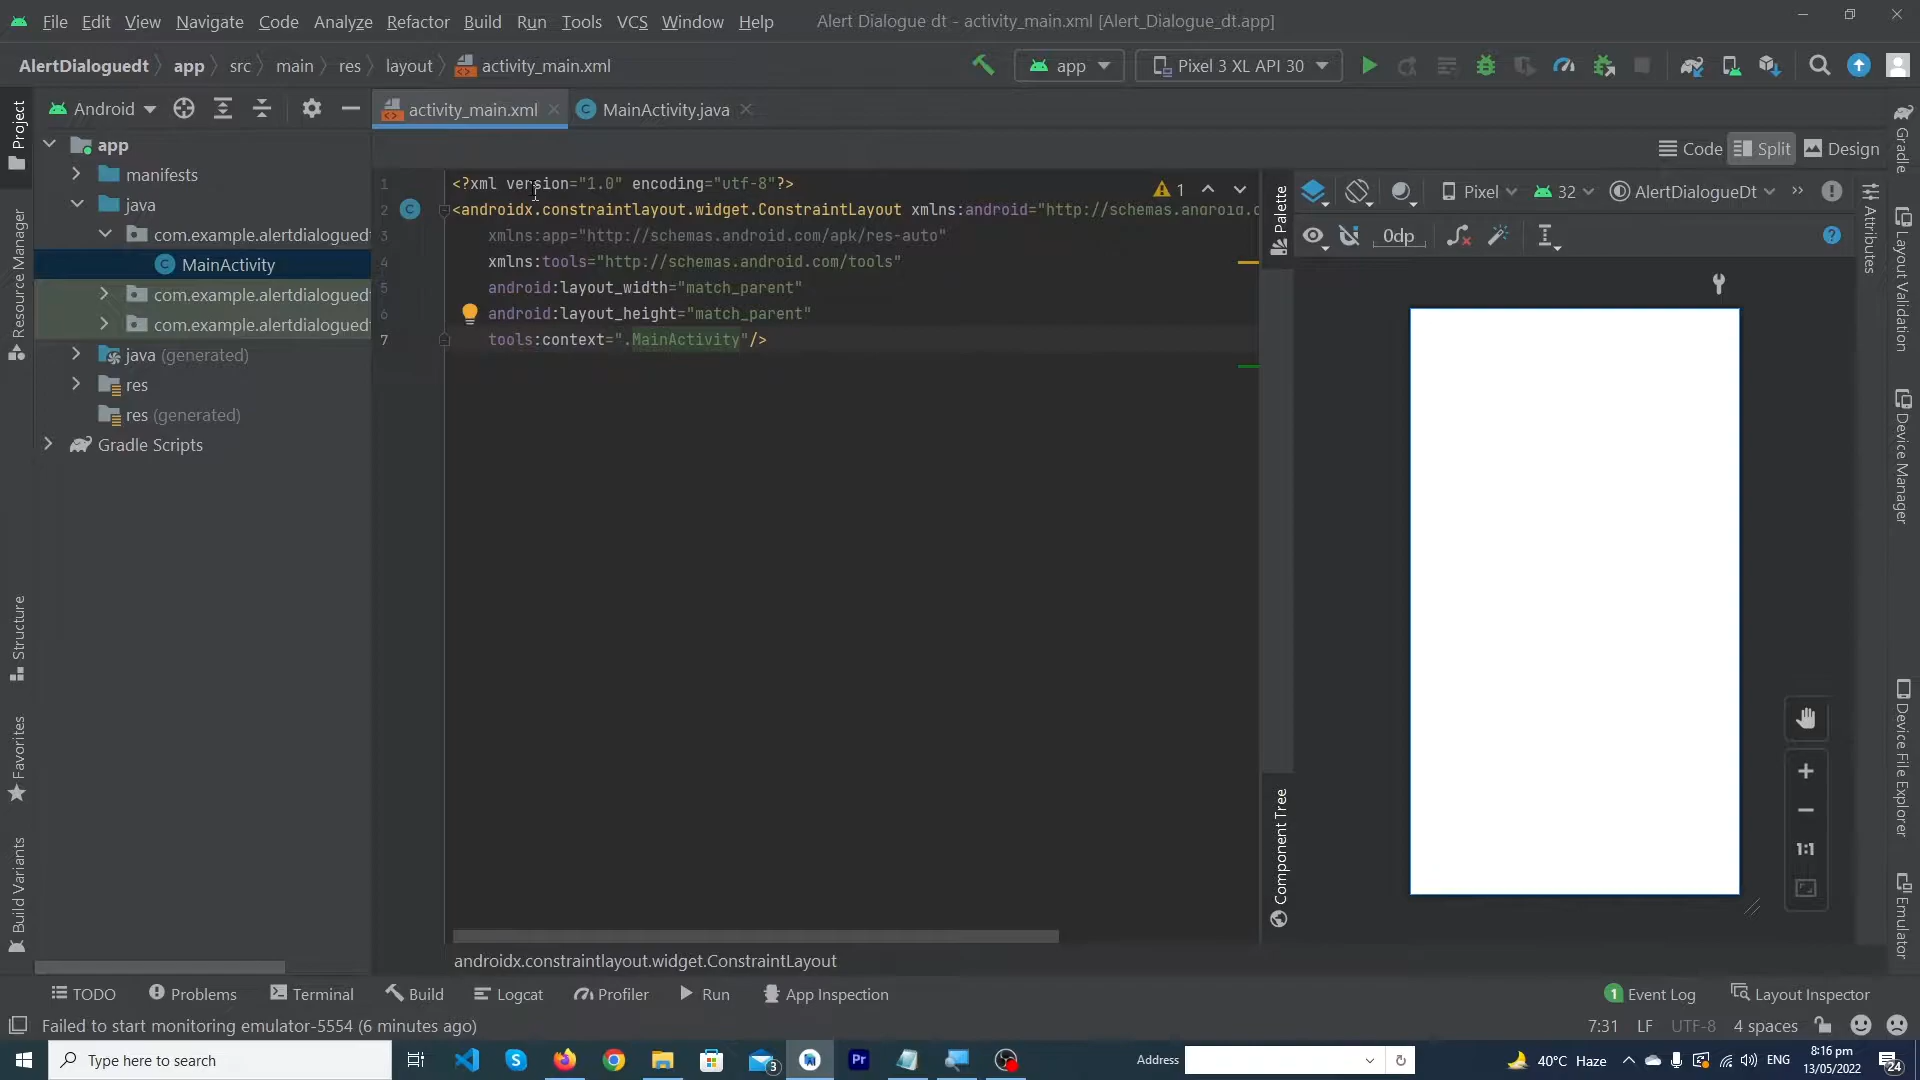 File Edit View Navigate Code Analyze Refactor Build Run Tools VCS Window Help Alert Dialogue dt - activity_main.xml [Alert_Dialogue_dt.app]
AlertDialoguedt app src main res layout activity_main.xml app Pixel 3 XL API 30
Project
Android
activity_main.xml
MainActivity.java
Gradle
app
manifests
java
com.example.alertdialogued
MainActivity
com.example.alertdialogued
com.example.alertdialogued
java (generated)
res
res (generated)
Gradle Scripts
Resource Manager
Structure
Favorites
Build Variants
Code Split Design
1 <?xml version="1.0" encoding="utf-8"?>
2 <androidx.constraintlayout.widget.ConstraintLayout xmlns:android="http://schemas.android.c
3 xmlns:app="http://schemas.android.com/apk/res-auto"
4 xmlns:tools="http://schemas.android.com/tools"
5 android:layout_width="match_parent"
6 android:layout_height="match_parent"
7 tools:context=".MainActivity"/>
1
androidx.constraintlayout.widget.ConstraintLayout
Palette
Component Tree
Pixel 32 AlertDialogueDt
0dp
1:1
Attributes
Layout Validation
Device Manager
Device File Explorer
Emulator
TODO Problems Terminal Build Logcat Profiler Run App Inspection 1 Event Log Layout Inspector
Failed to start monitoring emulator-5554 (6 minutes ago) 7:31 LF UTF-8 4 spaces
Type here to search
3
Pr
Address
40°C Haze
ENG
8:16 pm
13/05/2022
24